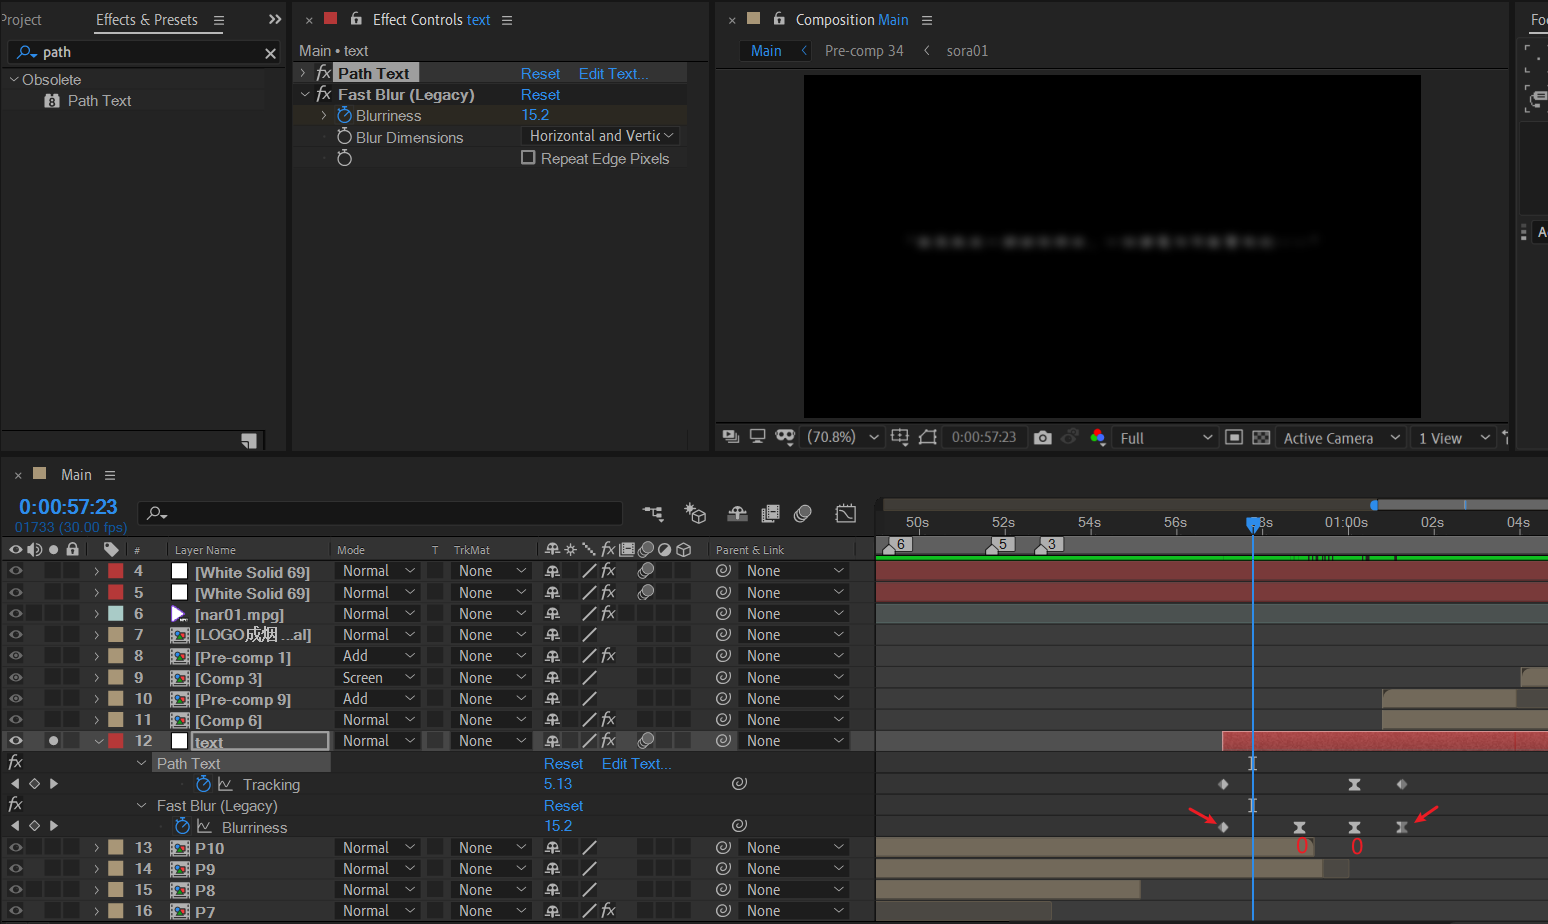 Project
Effects & Presets
path
Obsolete
Path Text
Effect Controls text
Main • text
fx Path Text Reset Edit Text...
fx Fast Blur (Legacy) Reset
Blurriness 15.2
Blur Dimensions Horizontal and Vertic
Repeat Edge Pixels
Composition Main
Main Pre-comp 34 sora01
(70.8%) 0:00:57:23 Full Active Camera 1 View
Main
0:00:57:23
01733 (30.00 fps)
50s 52s 54s 56s 01:00s 02s 04s
# Layer Name Mode T TrkMat fx Parent & Link 6 5 3
4 [White Solid 69] Normal None fx None
5 [White Solid 69] Normal None fx None
6 [nar01.mpg] Normal None fx None
7 [LOGO成烟 ...al] Normal None None
8 [Pre-comp 1] Add None fx None
9 [Comp 3] Screen None None
10 [Pre-comp 9] Add None None
11 [Comp 6] Normal None fx None
12 text Normal None fx None
fx Path Text Reset Edit Text...
Tracking 5.13
fx Fast Blur (Legacy) Reset
Blurriness 15.2
13 P10 Normal None None 0 0
14 P9 Normal None None
15 P8 Normal None None
16 P7 Normal None fx None